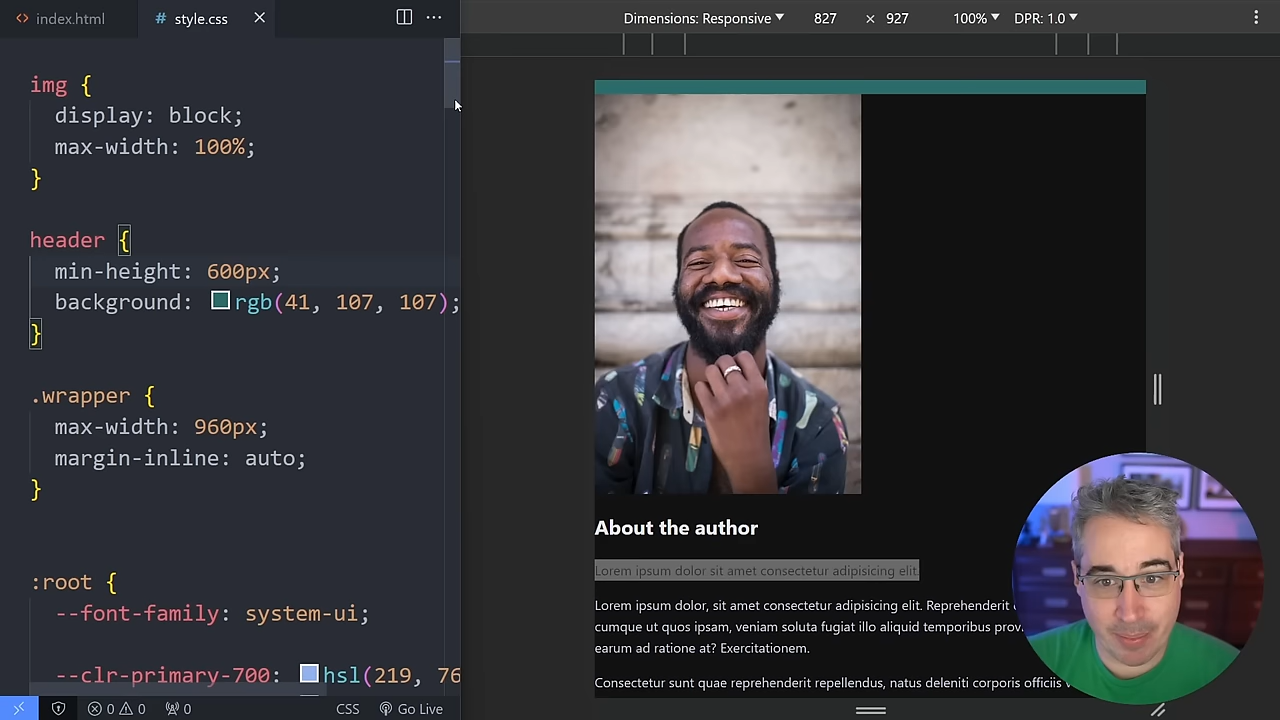 index.html
# style.css
Dimensions: Responsive 827 × 927 100% DPR: 1.0
img {
display: block;
max-width: 100%;
}
header {
min-height: 600px;
background: rgb(41, 107, 107);
}
.wrapper {
max-width: 960px;
margin-inline: auto;
}
:root {
--font-family: system-ui;
--clr-primary-700: hsl(219, 76
About the author
Lorem ipsum dolor sit amet consectetur adipisicing elit.
Lorem ipsum dolor, sit amet consectetur adipisicing elit. Reprehenderit
cumque ut quos ipsam, veniam soluta fugiat illo aliquid temporibus
earum ad ratione at? Exercitationem.
Consectetur sunt quae reprehenderit repellendus, natus deleniti corporis officiis
0 0 0 CSS Go Live